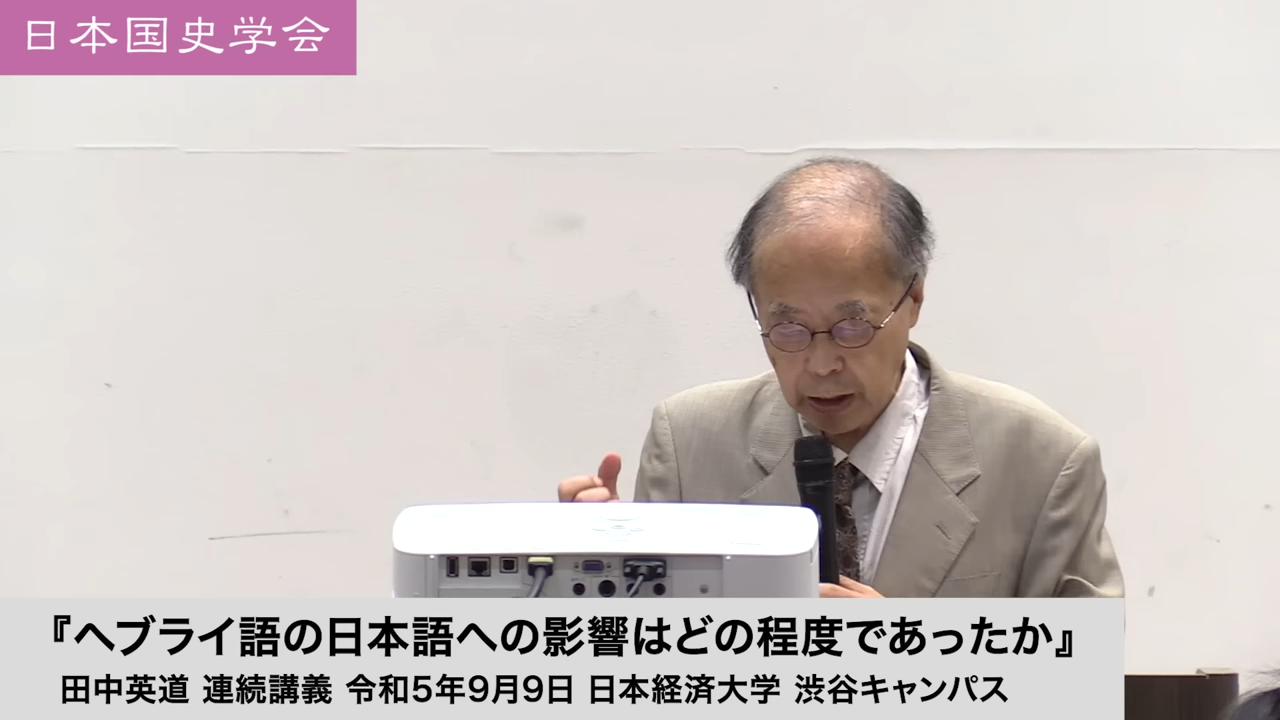 日本国史学会
『ヘブライ語の日本語への影響はどの程度であったか』
田中英道 連続講義 令和5年9月9日 日本経済大学 渋谷キャンパス